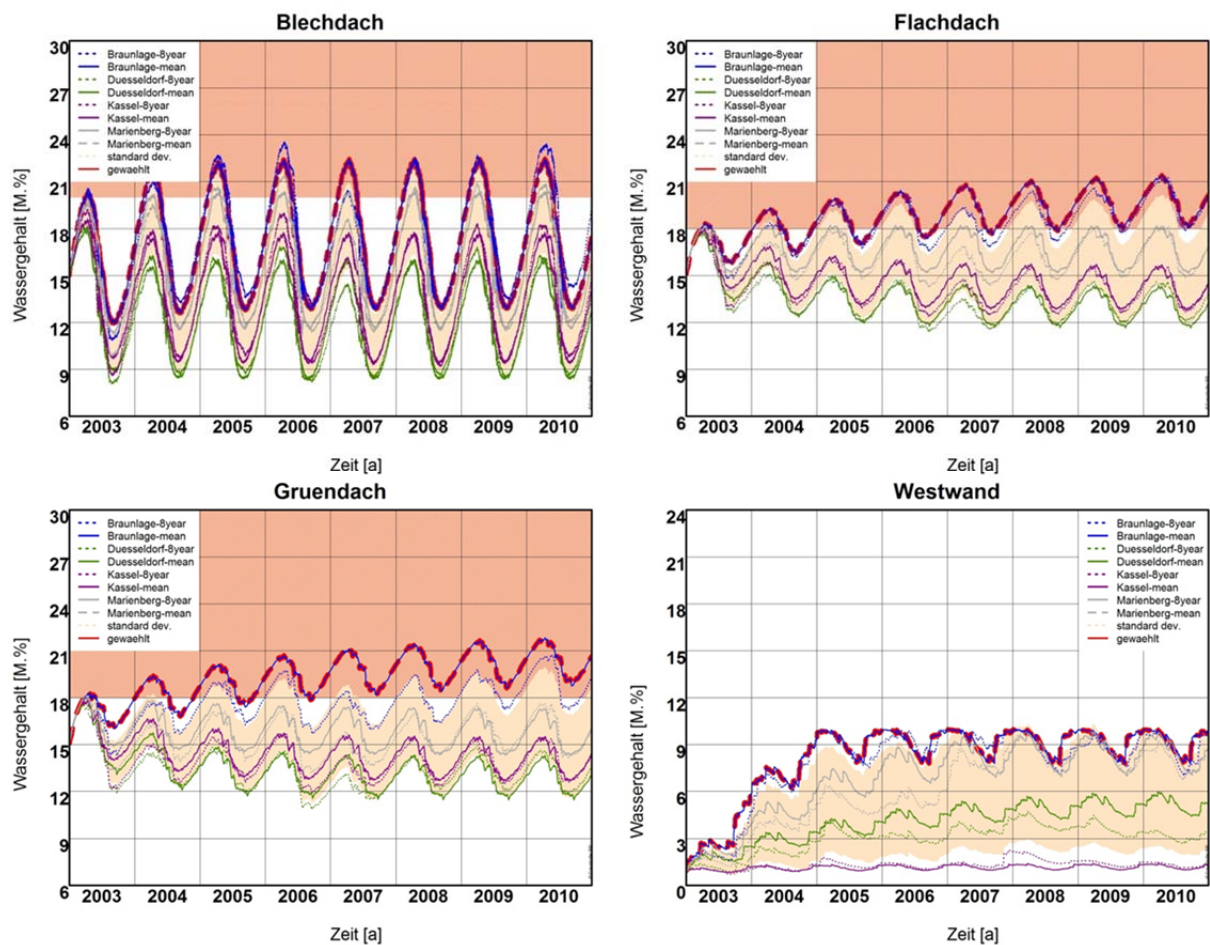 Blechdach
30
27
24
21
18
15
12
9
6
Wassergehalt [M.%]
Braunlage-8year
Braunlage-mean
Duesseldorf-8year
Duesseldorf-mean
Kassel-8year
Kassel-mean
Marienberg-8year
Marienberg-mean
standard dev.
gewaehlt
2003 2004 2005 2006 2007 2008 2009 2010
Zeit [a]
Flachdach
30
27
24
21
18
15
12
9
6
Wassergehalt [M.%]
Braunlage-8year
Braunlage-mean
Duesseldorf-8year
Duesseldorf-mean
Kassel-8year
Kassel-mean
Marienberg-8year
Marienberg-mean
standard dev.
gewaehlt
2003 2004 2005 2006 2007 2008 2009 2010
Zeit [a]
Gruendach
30
27
24
21
18
15
12
9
6
Wassergehalt [M.%]
Braunlage-8year
Braunlage-mean
Duesseldorf-8year
Duesseldorf-mean
Kassel-8year
Kassel-mean
Marienberg-8year
Marienberg-mean
standard dev.
gewaehlt
2003 2004 2005 2006 2007 2008 2009 2010
Zeit [a]
Westwand
24
21
18
15
12
9
6
3
0
Wassergehalt [M.%]
Braunlage-8year
Braunlage-mean
Duesseldorf-8year
Duesseldorf-mean
Kassel-8year
Kassel-mean
Marienberg-8year
Marienberg-mean
standard dev.
gewaehlt
2003 2004 2005 2006 2007 2008 2009 2010
Zeit [a]